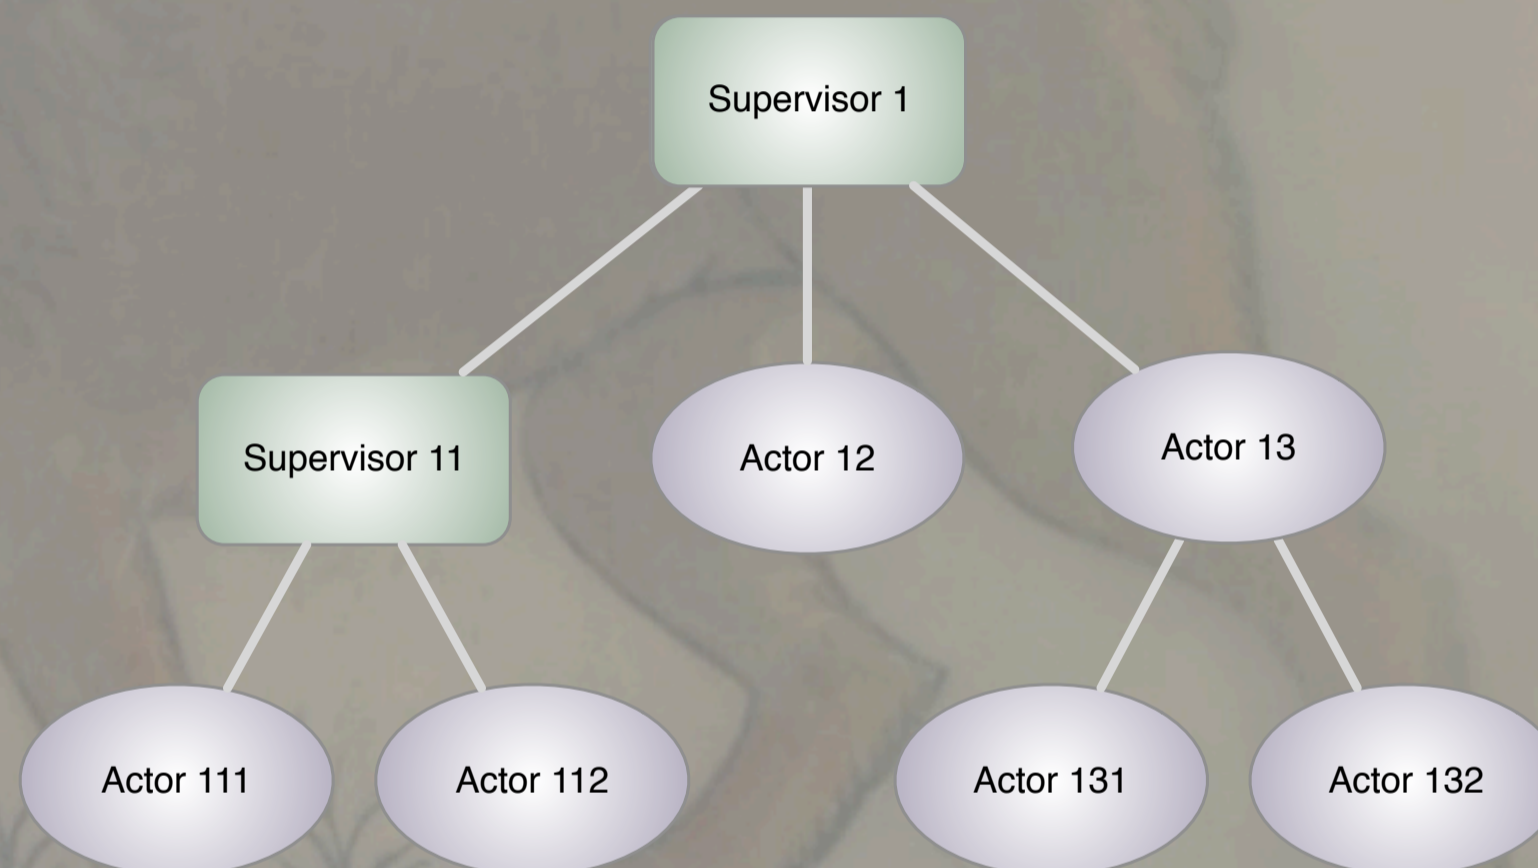 Supervisor 1
Supervisor 11
Actor 12
Actor 13
Actor 111
Actor 112
Actor 131
Actor 132